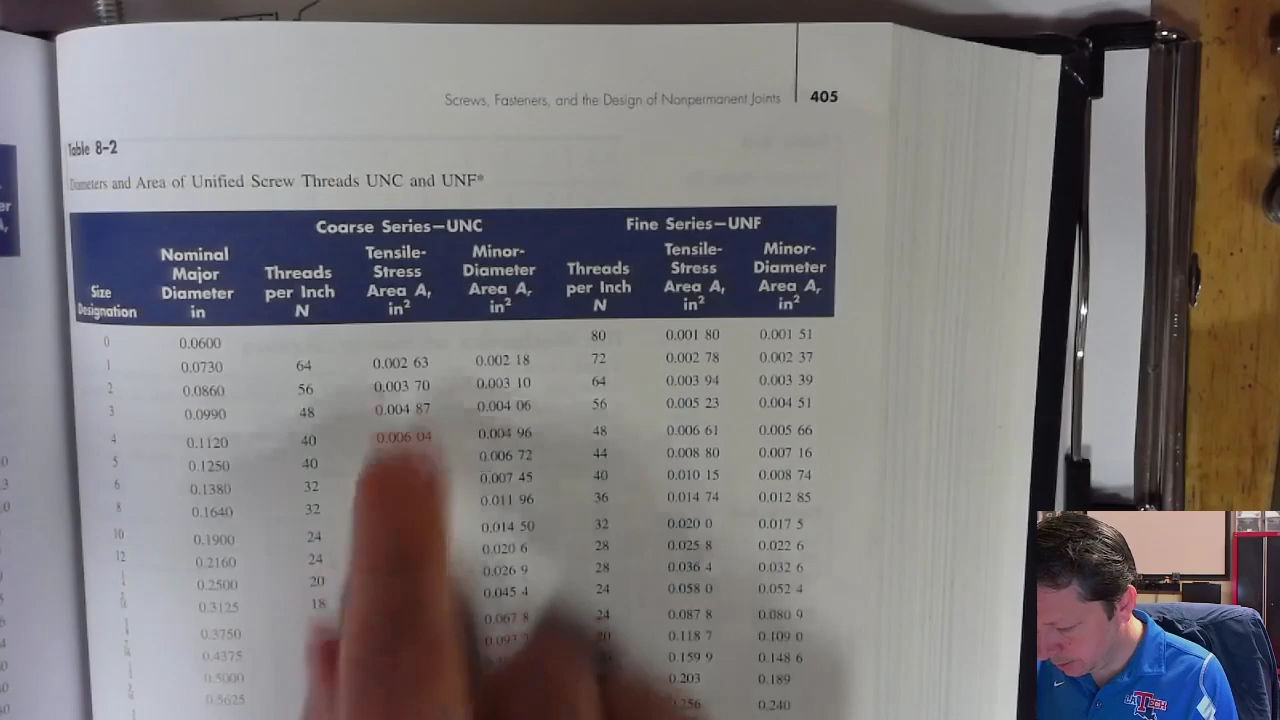 Screws, Fasteners, and the Design of Nonpermanent Joints 405
Table 8–2
Diameters and Area of Unified Screw Threads UNC and UNF*
Coarse Series—UNC Fine Series—UNF
Size Designation Nominal Major Diameter in Threads per Inch N Tensile-Stress Area At in² Minor-Diameter Area Ar in² Threads per Inch N Tensile-Stress Area At in² Minor-Diameter Area Ar in²
0 0.0600 80 0.001 80 0.001 51
1 0.0730 64 0.002 63 0.002 18 72 0.002 78 0.002 37
2 0.0860 56 0.003 70 0.003 10 64 0.003 94 0.003 39
3 0.0990 48 0.004 87 0.004 06 56 0.005 23 0.004 51
4 0.1120 40 0.006 04 0.004 96 48 0.006 61 0.005 66
5 0.1250 40 0.006 72 44 0.008 80 0.007 16
6 0.1380 32 0.007 45 40 0.010 15 0.008 74
8 0.1640 32 0.011 96 36 0.014 74 0.012 85
10 0.1900 24 0.014 50 32 0.020 0 0.017 5
12 0.2160 24 0.020 6 28 0.025 8 0.022 6
0.2500 20 0.026 9 28 0.036 4 0.032 6
0.3125 18 0.045 4 24 0.058 0 0.052 4
0.3750 0.067 8 24 0.087 8 0.080 9
0.4375 20 0.118 7 0.109 0
0.5000 0.159 9 0.148 6
0.5625 0.203 0.189
0.240
LA TECH